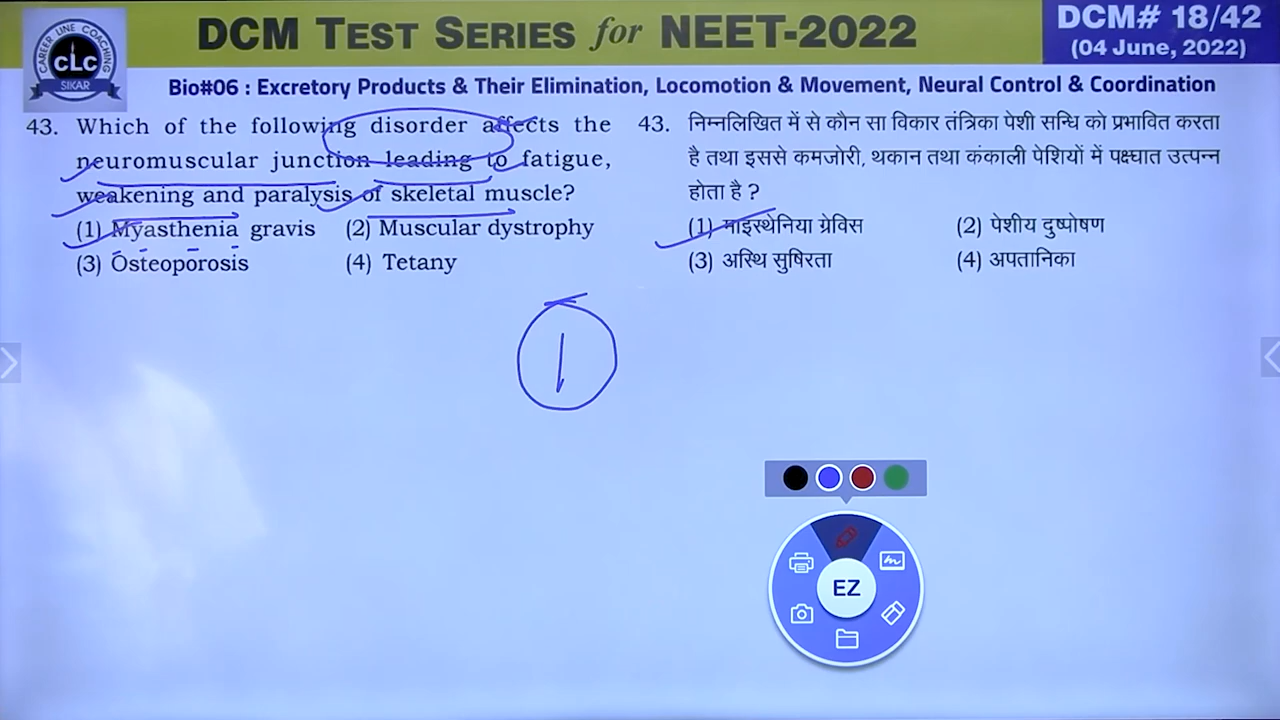 CAREER LINE COACHING
CLC
SIKAR
DCM TEST SERIES for NEET-2022
DCM# 18/42
(04 June, 2022)
Bio#06 : Excretory Products & Their Elimination, Locomotion & Movement, Neural Control & Coordination
43. Which of the following disorder affects the
neuromuscular junction leading to fatigue,
weakening and paralysis of skeletal muscle?
(1) Myasthenia gravis (2) Muscular dystrophy
(3) Osteoporosis (4) Tetany
43. निम्नलिखित में से कौन सा विकार तंत्रिका पेशी सन्धि को प्रभावित करता
है तथा इससे कमजोरी, थकान तथा कंकाली पेशियों में पक्षघात उत्पन्न
होता है ?
(1) माइस्थेनिया ग्रेविस (2) पेशीय दुष्पोषण
(3) अस्थि सुषिरता (4) अपतानिका
1
EZ